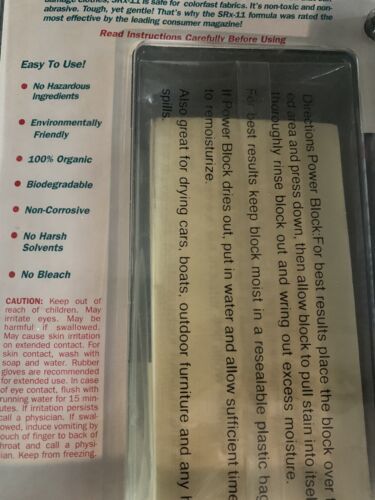 damage clothes, SRx-11 is safe for colorfast fabrics. It's non-toxic and non-
abrasive. Tough, yet gentle! That's why the SRx-11 formula was rated the
most effective by the leading consumer magazine!
Read Instructions Carefully Before Using
Easy To Use!
No Hazardous
Ingredients
Environmentally
Friendly
100% Organic
Biodegradable
Non-Corrosive
No Harsh
Solvents
No Bleach
CAUTION: Keep out of
reach of children. May
irritate eyes. May be
harmful if swallowed.
May cause skin irritation
on extended contact. For
skin contact, wash with
soap and water. Rubber
gloves are recommended
for extended use. In case
of eye contact, flush with
running water for 15 min-
utes. If irritation persists
call a physician. If swal-
owed, induce vomiting by
ouch of finger to back of
hroat and call a physi-
ian. Keep from freezing.
Directions Power Block:For best results place the block over
ed area and press down, then allow block to pull stain into itsel
thoroughly rinse block out and wring out excess moisture.
For best results keep block moist in a resealable plastic bag
If Power Block dries out, put in water and allow sufficient time
to remoisturize.
Also great for drying cars, boats, outdoor furniture and any
spills.